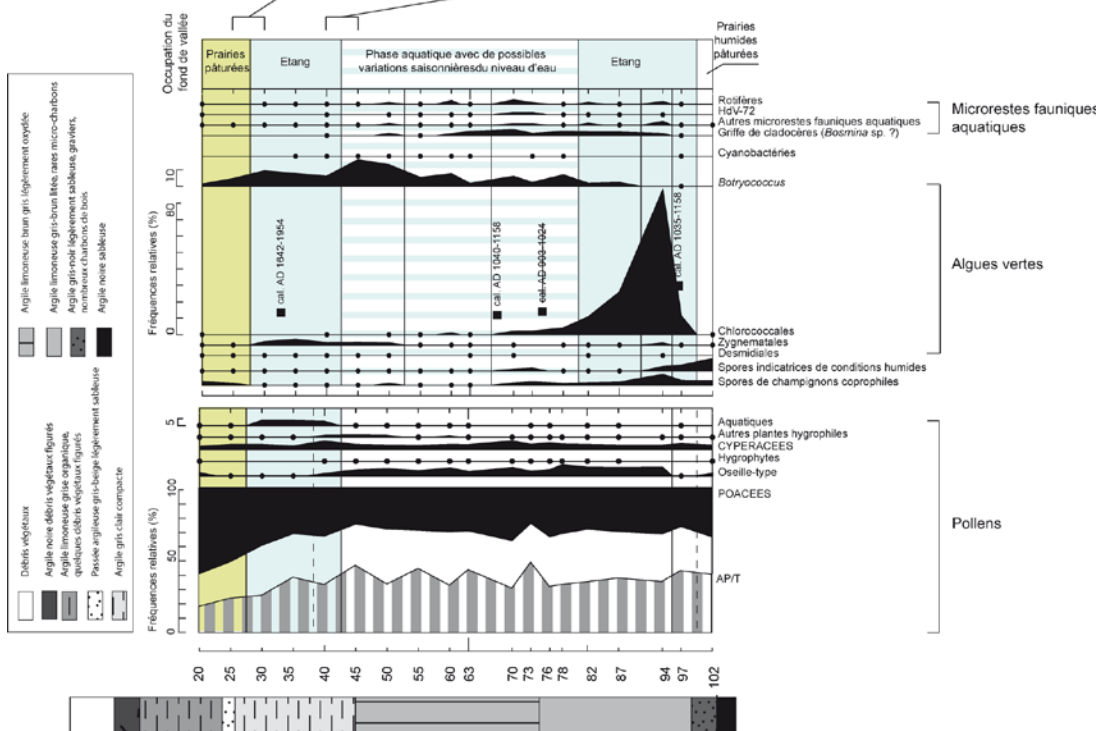 Occupation du
fond de vallée
Prairies
pâturées
Etang
Phase aquatique avec de possibles
variations saisonnièresdu niveau d'eau
Etang
Prairies
humides
pâturées
Rotifères
HdV-72
Autres microrestes fauniques aquatiques
Griffe de cladocères (Bosmina sp. ?)
Cyanobactéries
Botryococcus
Chlorococcales
Zygnematales
Desmidiales
Spores indicatrices de conditions humides
Spores de champignons coprophiles
Microrestes fauniques
aquatiques
Algues vertes
10
80
0
Fréquences relatives (%)
cal. AD 1642-1954
cal. AD 1040-1158
cal. AD 903-1024
cal. AD 1035-1158
Aquatiques
Autres plantes hygrophiles
CYPERACEES
Hygrophytes
Oseille-type
POACEES
AP/T
Pollens
5
100
50
0
Fréquences relatives (%)
20 25 30 35 40 45 50 55 60 63 70 73 76 78 82 87 94 97 102
Argile limoneuse brun gris légèrement oxydée
Argile limoneuse gris-brun litée, rares micro-charbons
Argile gris-noir légèrement sableuse, graviers,
nombreux charbons de bois
Argile noire sableuse
Débris végétaux
Argile noire débris végétaux figurés
Argile limoneuse grise organique,
quelques débris végétaux figurés
Passée argileuse gris-beige légèrement sableuse
Argile gris clair compacte